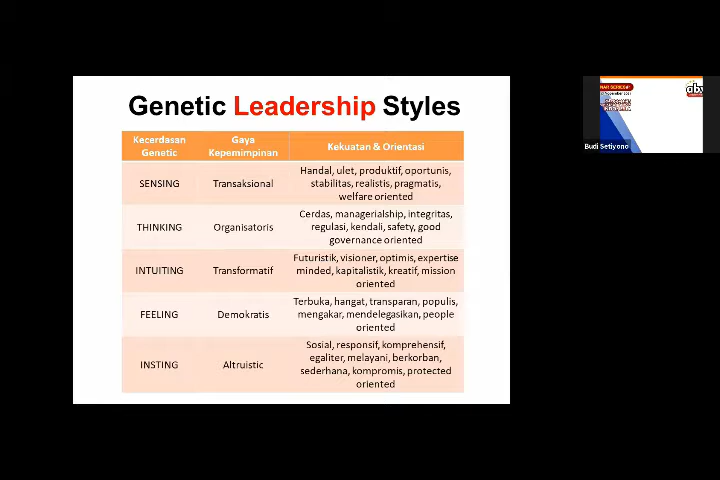 Genetic Leadership Styles
Kecerdasan
Genetic
Gaya
Kepemimpinan
Kekuatan & Orientasi
SENSING
Transaksional
Handal, ulet, produktif, oportunis,
stabilitas, realistis, pragmatis,
welfare oriented
THINKING
Organisatoris
Cerdas, managerialship, integritas,
regulasi, kendali, safety, good
governance oriented
INTUITING
Transformatif
Futuristik, visioner, optimis, expertise
minded, kapitalistik, kreatif, mission
oriented
FEELING
Demokratis
Terbuka, hangat, transparan, populis,
mengakar, mendelegasikan, people
oriented
INSTING
Altruistic
Sosial, responsif, komprehensif,
egaliter, melayani, berkorban,
sederhana, kompromis, protected
oriented
Budi Setiyono